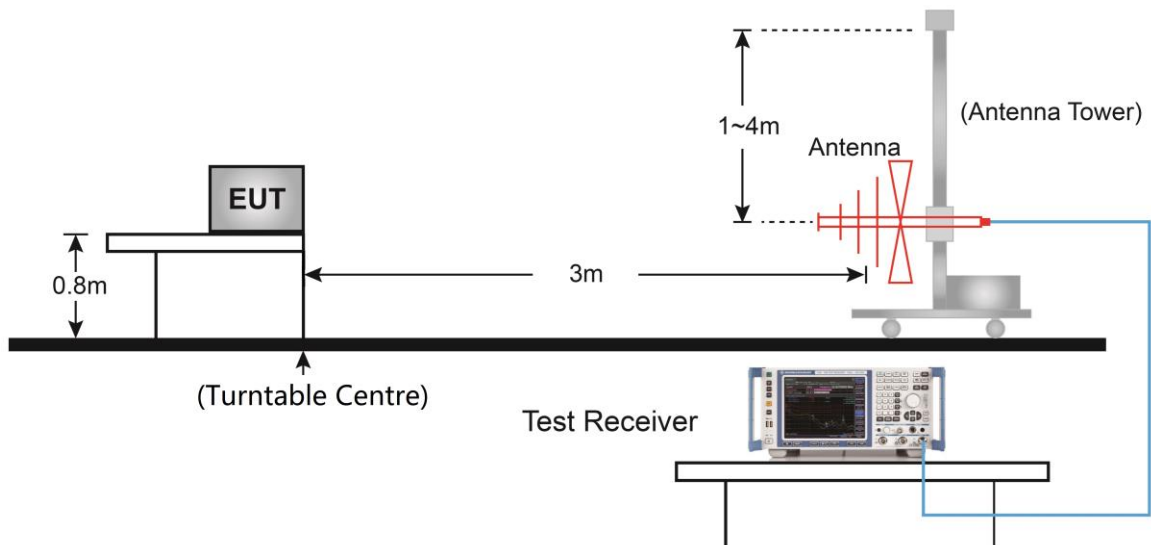 1~4m
(Antenna Tower)
Antenna
EUT
0.8m
3m
(Turntable Centre)
Test Receiver